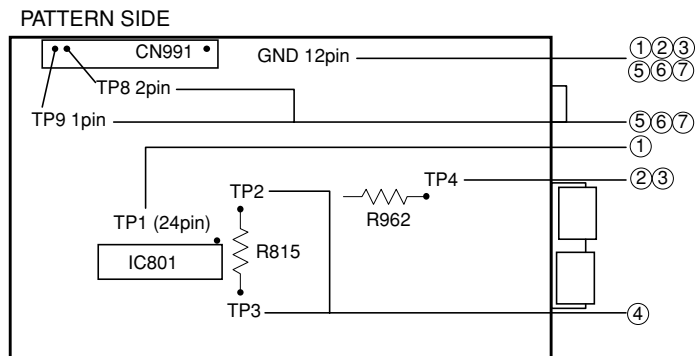 PATTERN SIDE
CN991
GND 12pin
①②③
⑤⑥⑦
TP8 2pin
TP9 1pin
⑤⑥⑦
①
TP4
②③
TP2
R962
TP1 (24pin)
R815
IC801
TP3
④